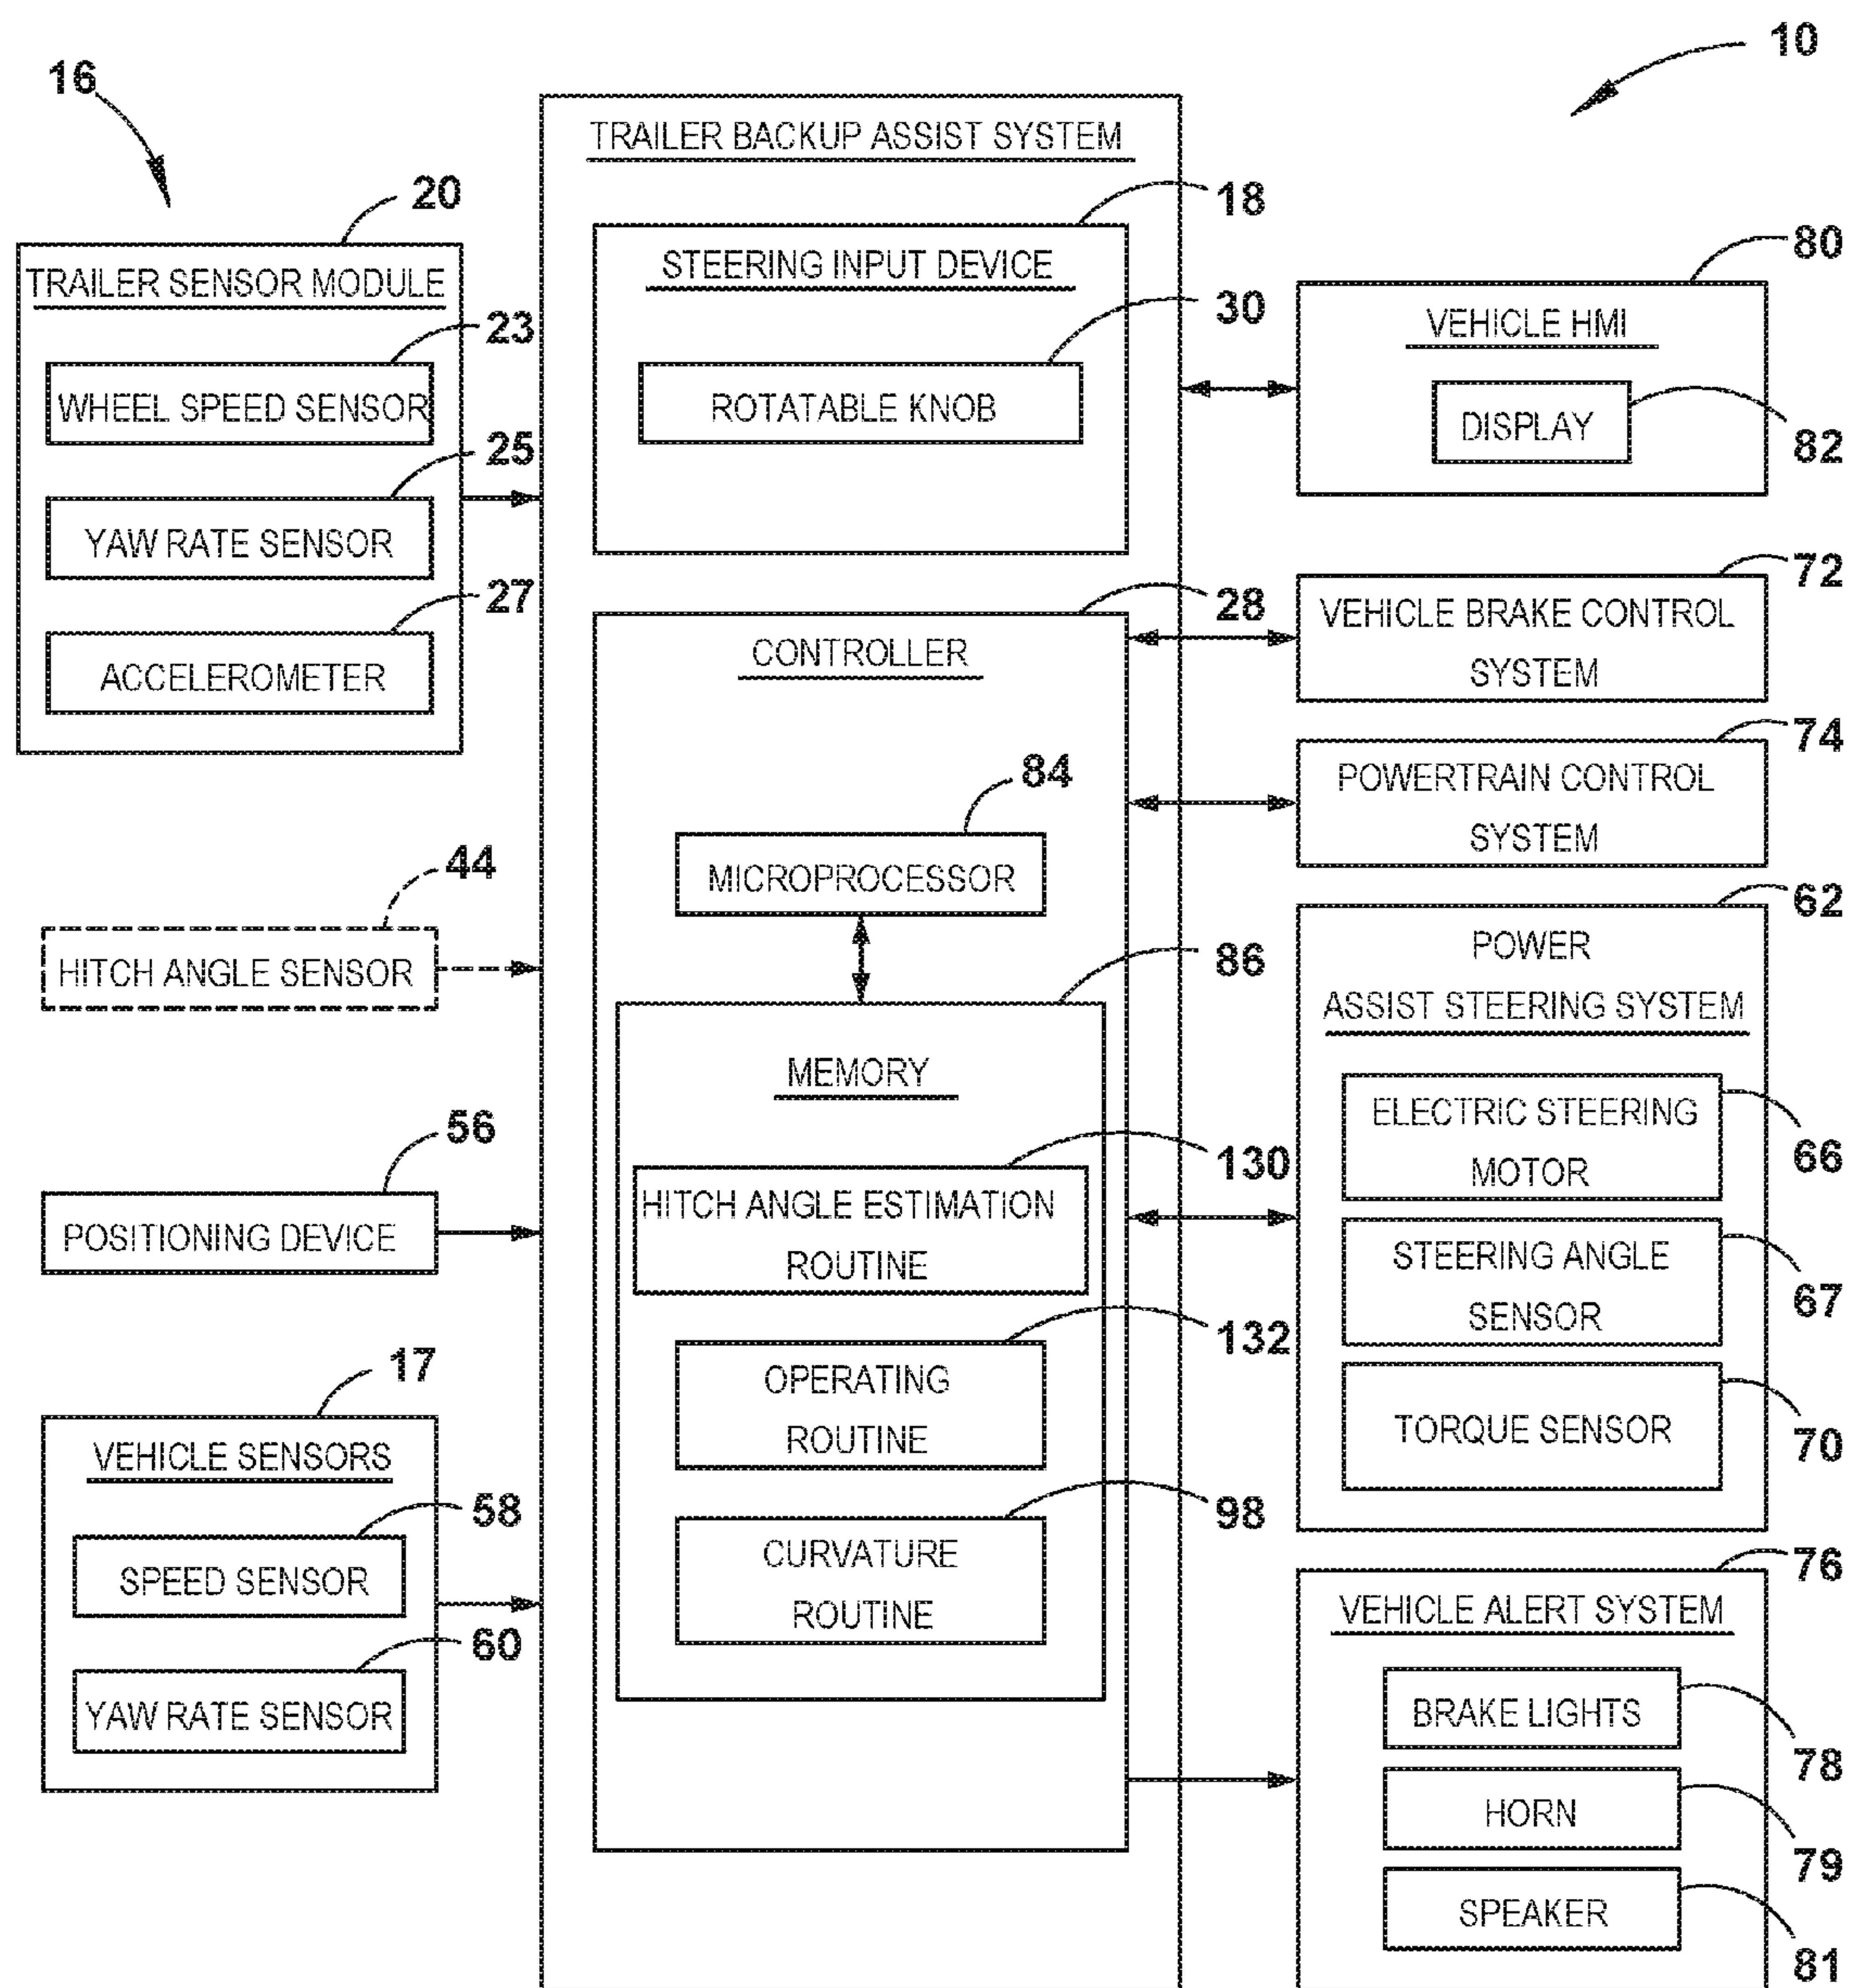 10
16
TRAILER BACKUP ASSIST SYSTEM
20
TRAILER SENSOR MODULE
23
WHEEL SPEED SENSOR
25
YAW RATE SENSOR
27
ACCELEROMETER
44
HITCH ANGLE SENSOR
56
POSITIONING DEVICE
17
VEHICLE SENSORS
58
SPEED SENSOR
60
YAW RATE SENSOR
18
STEERING INPUT DEVICE
30
ROTATABLE KNOB
28
CONTROLLER
84
MICROPROCESSOR
86
MEMORY
130
HITCH ANGLE ESTIMATION
ROUTINE
132
OPERATING
ROUTINE
98
CURVATURE
ROUTINE
80
VEHICLE HMI
DISPLAY
82
72
VEHICLE BRAKE CONTROL
SYSTEM
74
POWERTRAIN CONTROL
SYSTEM
62
POWER
ASSIST STEERING SYSTEM
ELECTRIC STEERING
MOTOR
66
STEERING ANGLE
SENSOR
67
TORQUE SENSOR
70
76
VEHICLE ALERT SYSTEM
BRAKE LIGHTS
78
HORN
79
SPEAKER
81